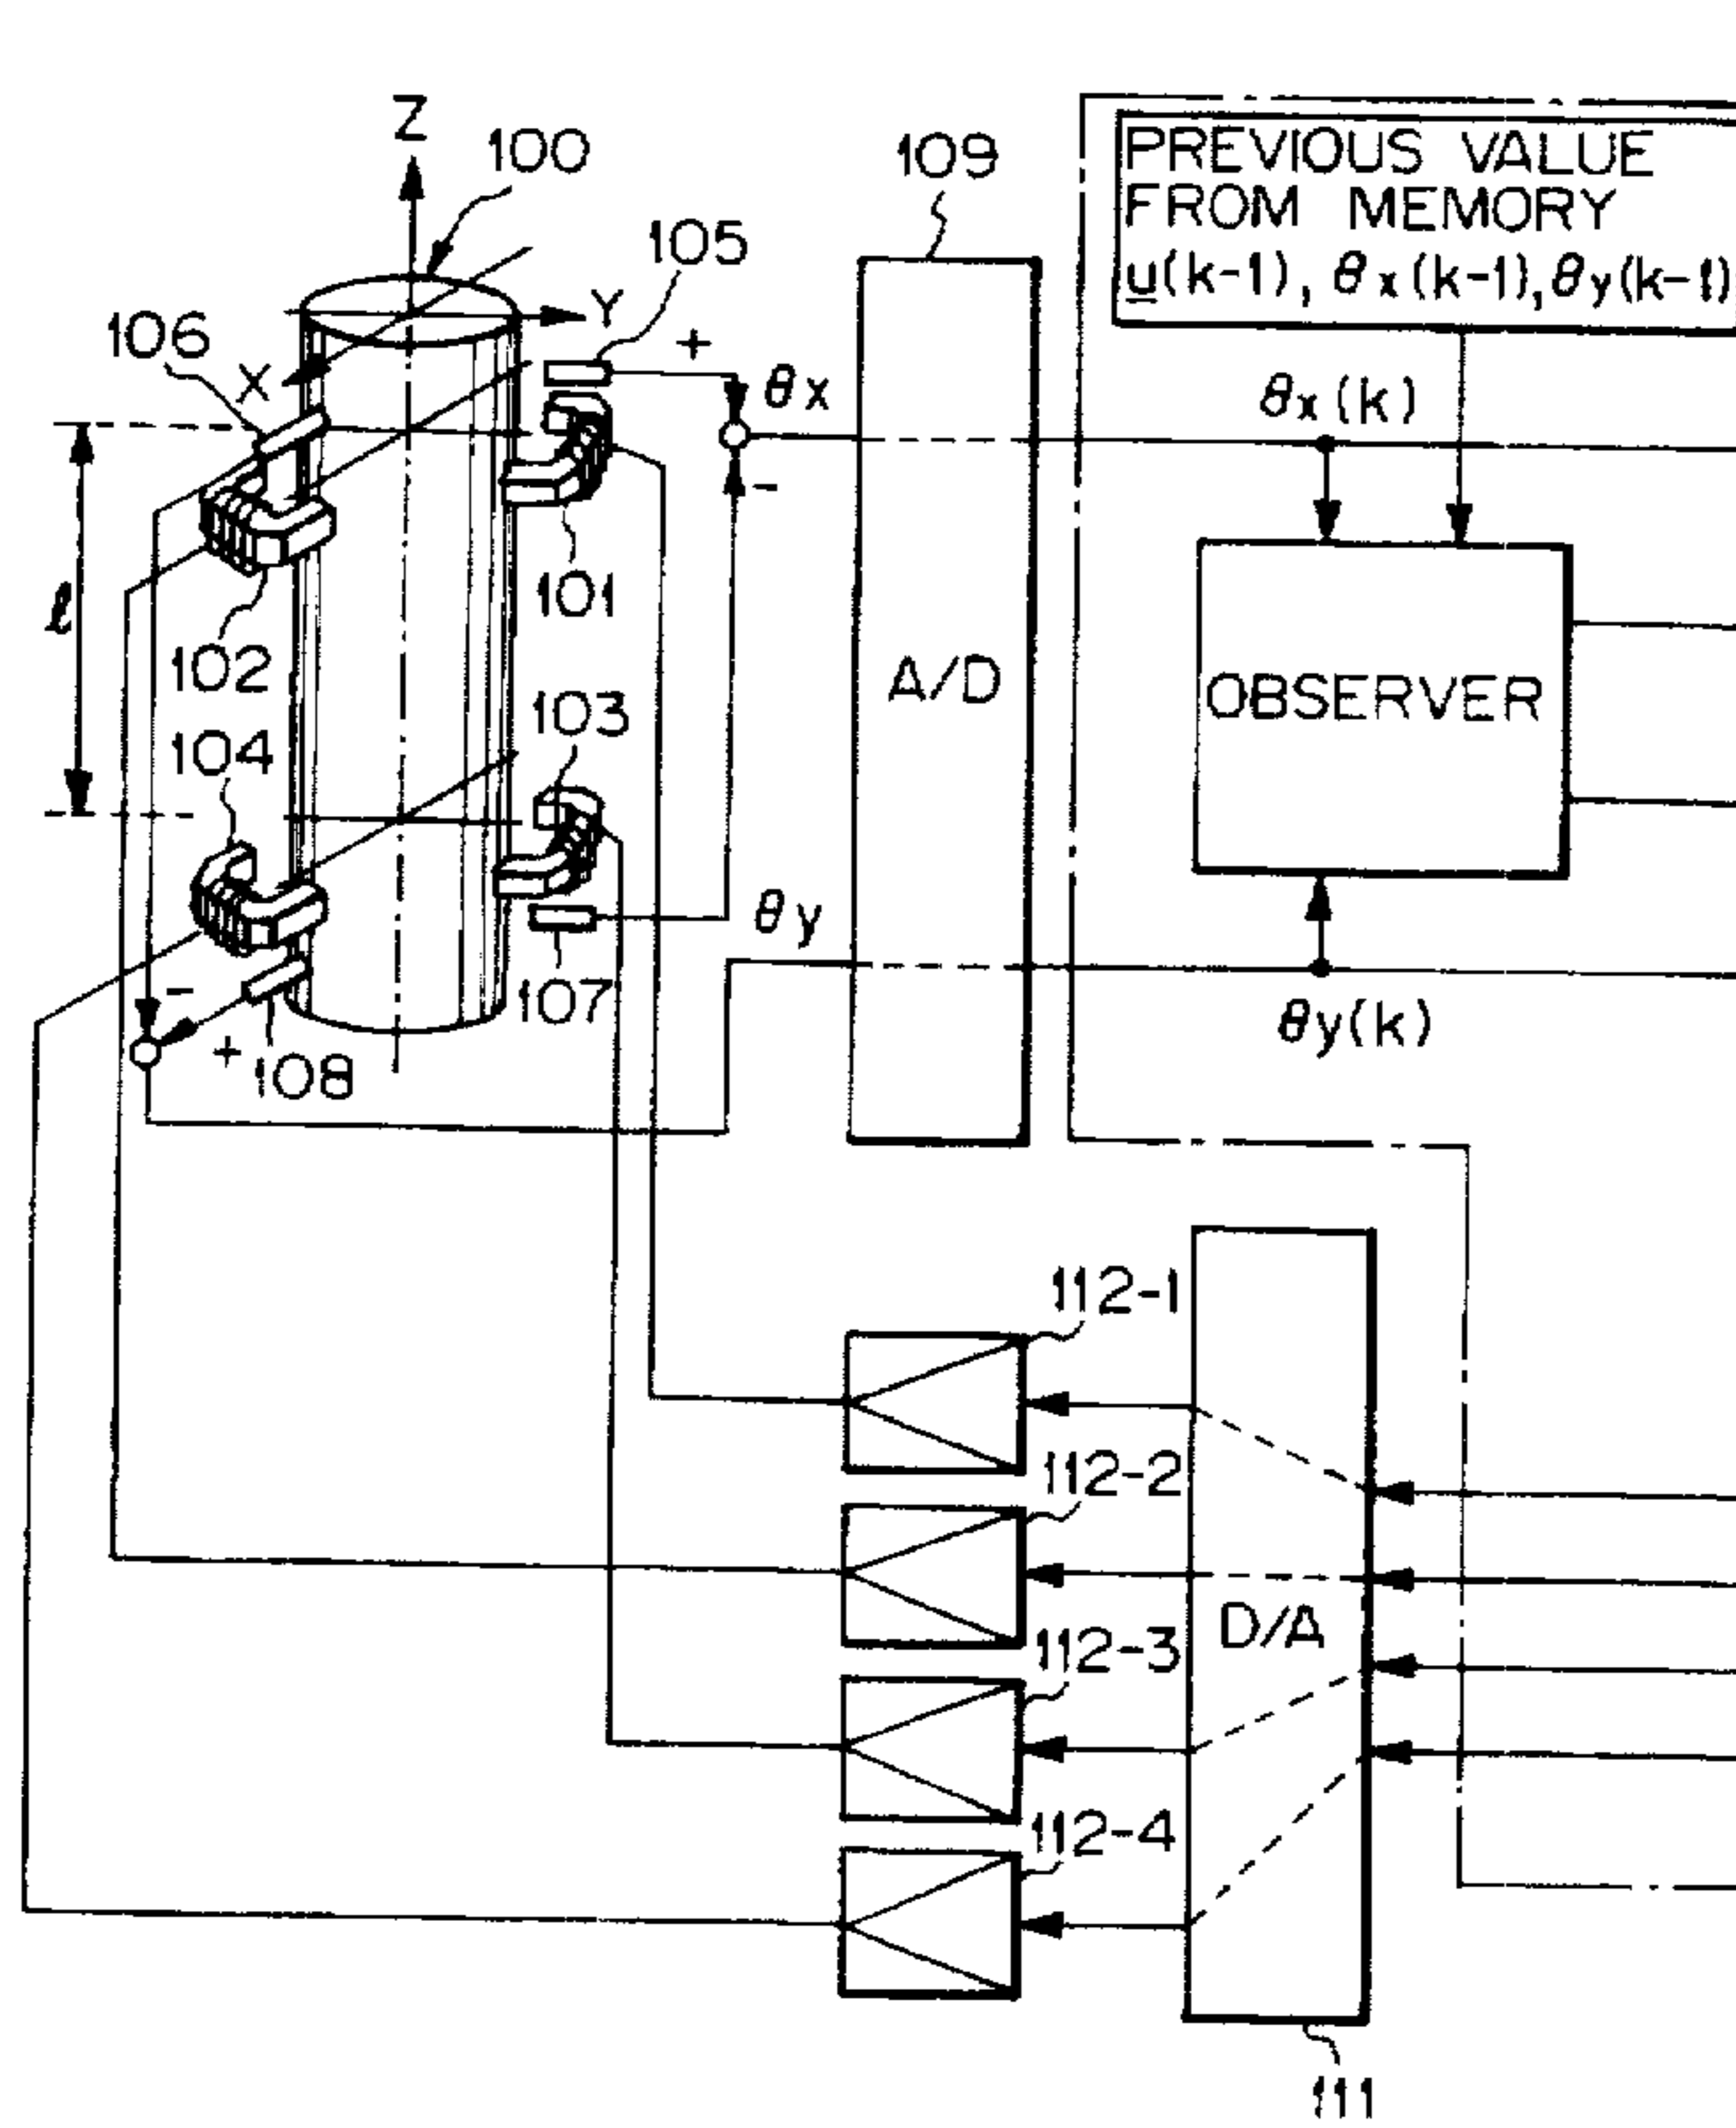 Z
100
105
109
PREVIOUS VALUE
FROM MEMORY
u(k-1), θx(k-1), θy(k-1)
106
X
Y
+
θx
θx(k)
-
ℓ
101
102
A/D
OBSERVER
103
104
θy
107
-
+
108
θy(k)
112-1
112-2
D/A
112-3
112-4
111